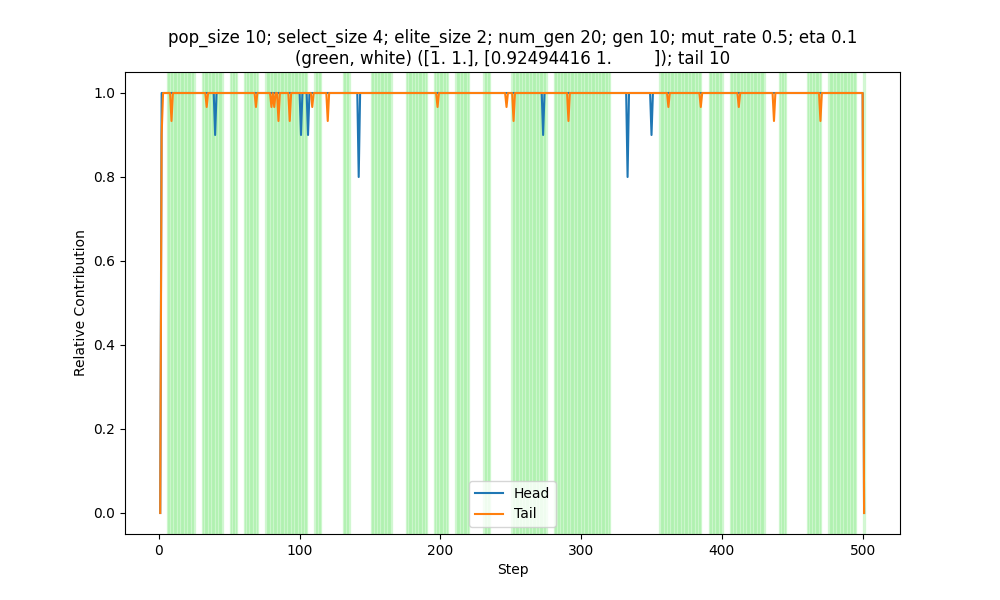 pop_size 10; select_size 4; elite_size 2; num_gen 20; gen 10; mut_rate 0.5; eta 0.1
(green, white) ([1. 1.], [0.92494416 1.        ]); tail 10
1.0
0.8
0.6
0.4
0.2
0.0
Relative Contribution
Head
Tail
0 100 200 300 400 500
Step